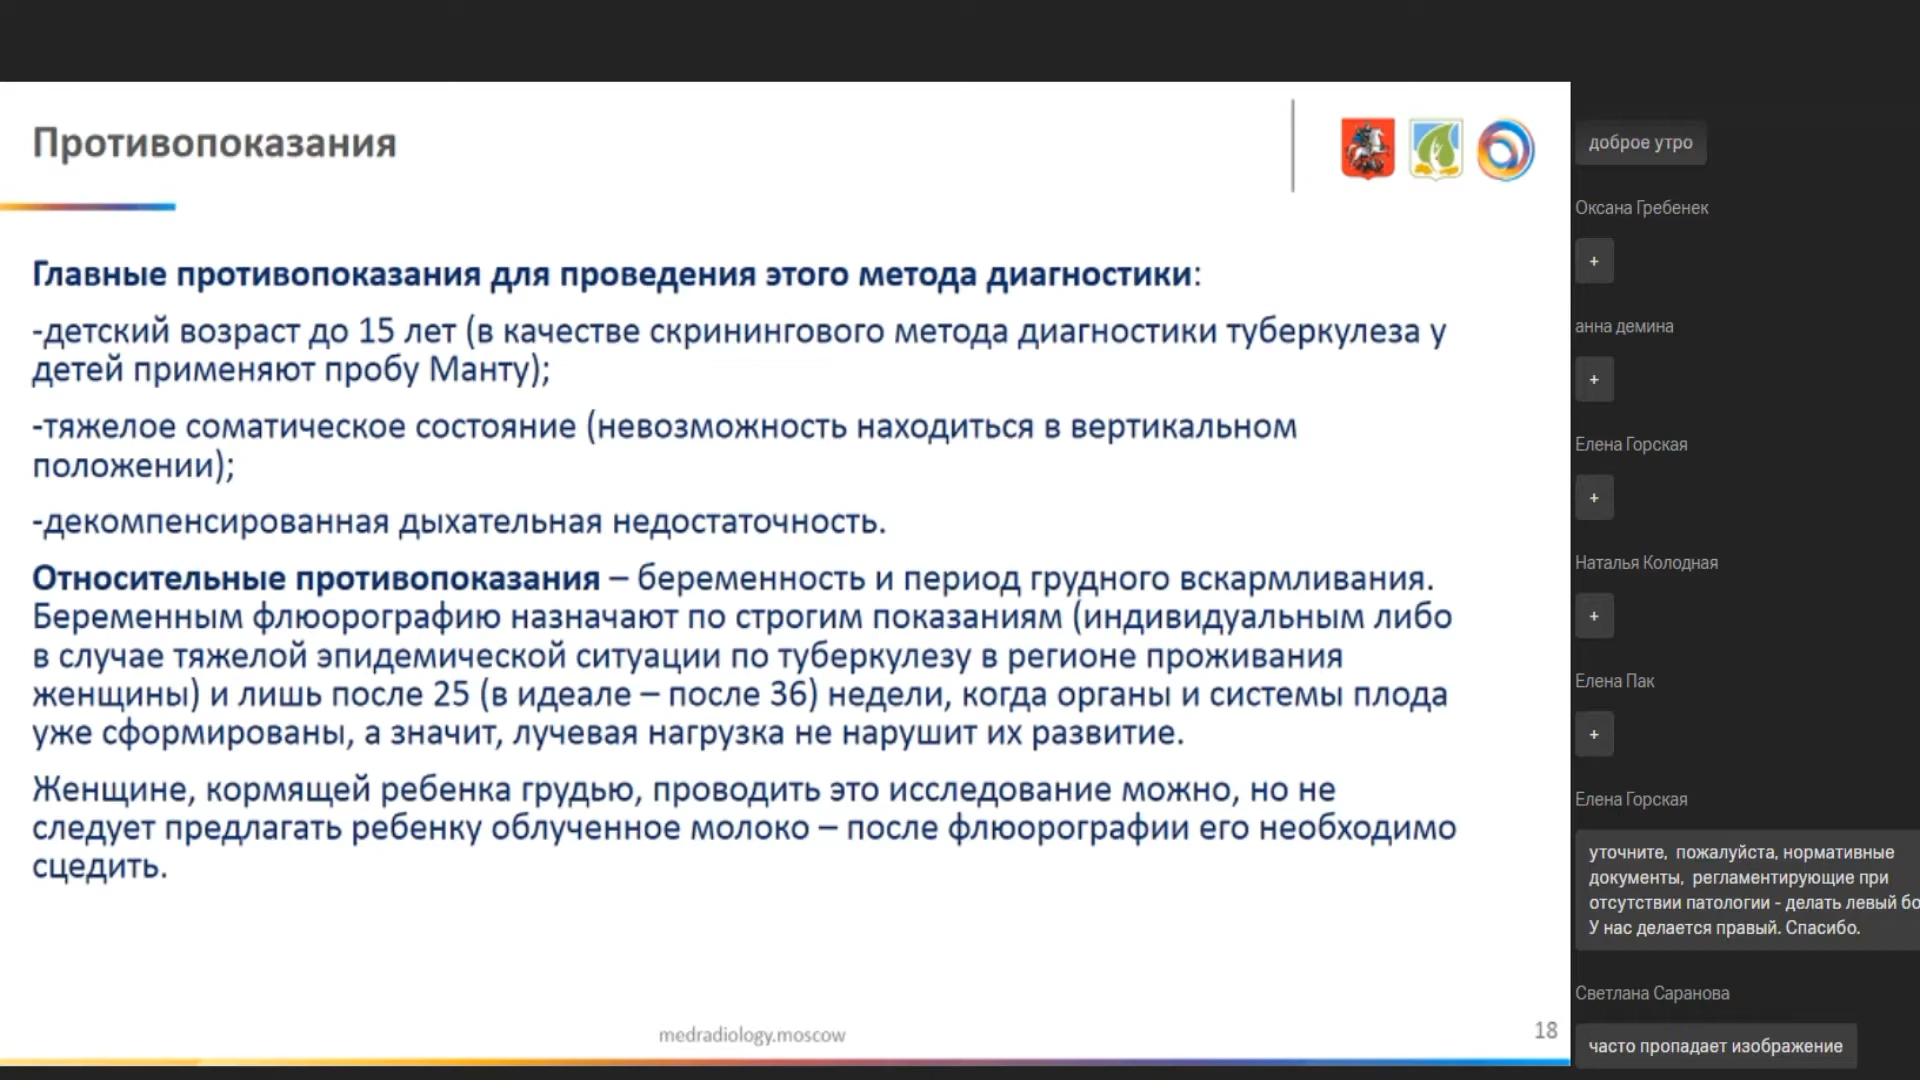 Противопоказания
Главные противопоказания для проведения этого метода диагностики:
-детский возраст до 15 лет (в качестве скринингового метода диагностики туберкулеза у
детей применяют пробу Манту);
-тяжелое соматическое состояние (невозможность находиться в вертикальном
положении);
-декомпенсированная дыхательная недостаточность.
Относительные противопоказания – беременность и период грудного вскармливания.
Беременным флюорографию назначают по строгим показаниям (индивидуальным либо
в случае тяжелой эпидемической ситуации по туберкулезу в регионе проживания
женщины) и лишь после 25 (в идеале – после 36) недели, когда органы и системы плода
уже сформированы, а значит, лучевая нагрузка не нарушит их развитие.
Женщине, кормящей ребенка грудью, проводить это исследование можно, но не
следует предлагать ребенку облученное молоко – после флюорографии его необходимо
сцедить.
medradiology.moscow
18
доброе утро
Оксана Гребенек
+
анна демина
+
Елена Горская
+
Наталья Колодная
+
Елена Пак
+
Елена Горская
уточните, пожалуйста, нормативные
документы, регламентирующие при
отсутствии патологии - делать левый бо
У нас делается правый. Спасибо.
Светлана Саранова
часто пропадает изображение